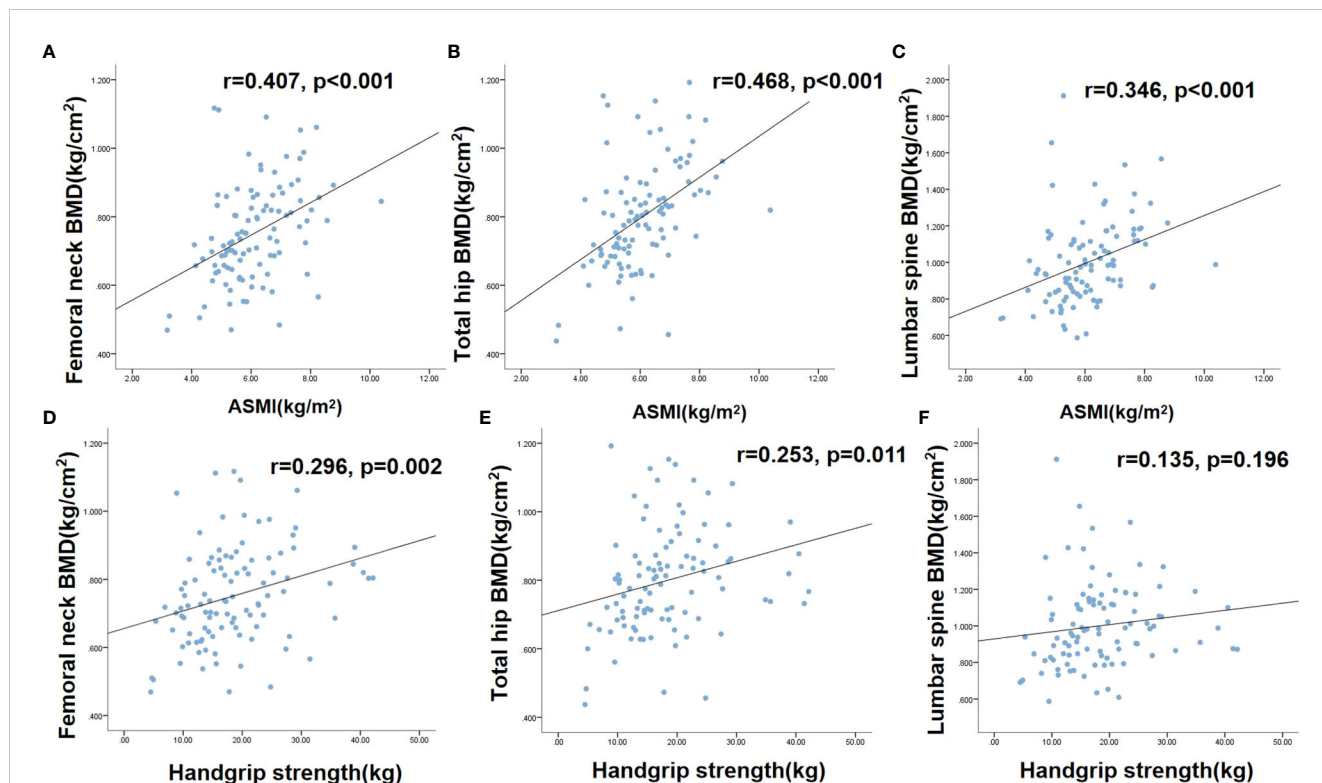 A
r=0.407, p<0.001
Femoral neck BMD(kg/cm²)
1.200
1.000
.800
.600
.400
2.00 4.00 6.00 8.00 10.00 12.00
ASMI(kg/m²)
B
r=0.468, p<0.001
Total hip BMD(kg/cm²)
1.200
1.000
.800
.600
.400
2.00 4.00 6.00 8.00 10.00 12.00
ASMI(kg/m²)
C
r=0.346, p<0.001
Lumbar spine BMD(kg/cm²)
2.000
1.800
1.600
1.400
1.200
1.000
.800
.600
2.00 4.00 6.00 8.00 10.00 12.00
ASMI(kg/m²)
D
r=0.296, p=0.002
Femoral neck BMD(kg/cm²)
1.200
1.000
.800
.600
.400
.00 10.00 20.00 30.00 40.00 50.00
Handgrip strength(kg)
E
r=0.253, p=0.011
Total hip BMD(kg/cm²)
1.200
1.000
.800
.600
.400
.00 10.00 20.00 30.00 40.00 50.00
Handgrip strength(kg)
F
r=0.135, p=0.196
Lumbar spine BMD(kg/cm²)
2.000
1.800
1.600
1.400
1.200
1.000
.800
.600
.00 10.00 20.00 30.00 40.00 50.00
Handgrip strength(kg)